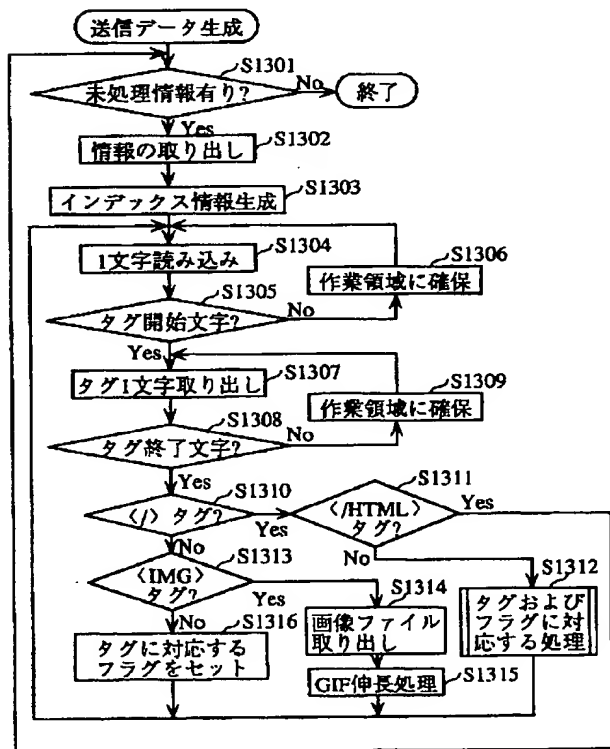 送信データ生成
S1301
未処理情報有り?
No
終了
Yes
S1302
情報の取り出し
S1303
インデックス情報生成
S1304
1文字読み込み
S1306
作業領域に確保
S1305
タグ開始文字?
No
Yes
S1307
タグ1文字取り出し
S1309
作業領域に確保
S1308
タグ終了文字?
No
Yes
S1310
〈/〉 タグ?
Yes
No
S1311
〈/HTML〉
タグ?
Yes
No
S1312
タグおよび
フラグに対
応する処理
S1313
〈IMG〉
タグ?
Yes
No
S1314
画像ファイル
取り出し
S1315
GIF伸長処理
S1316
タグに対応する
フラグをセット